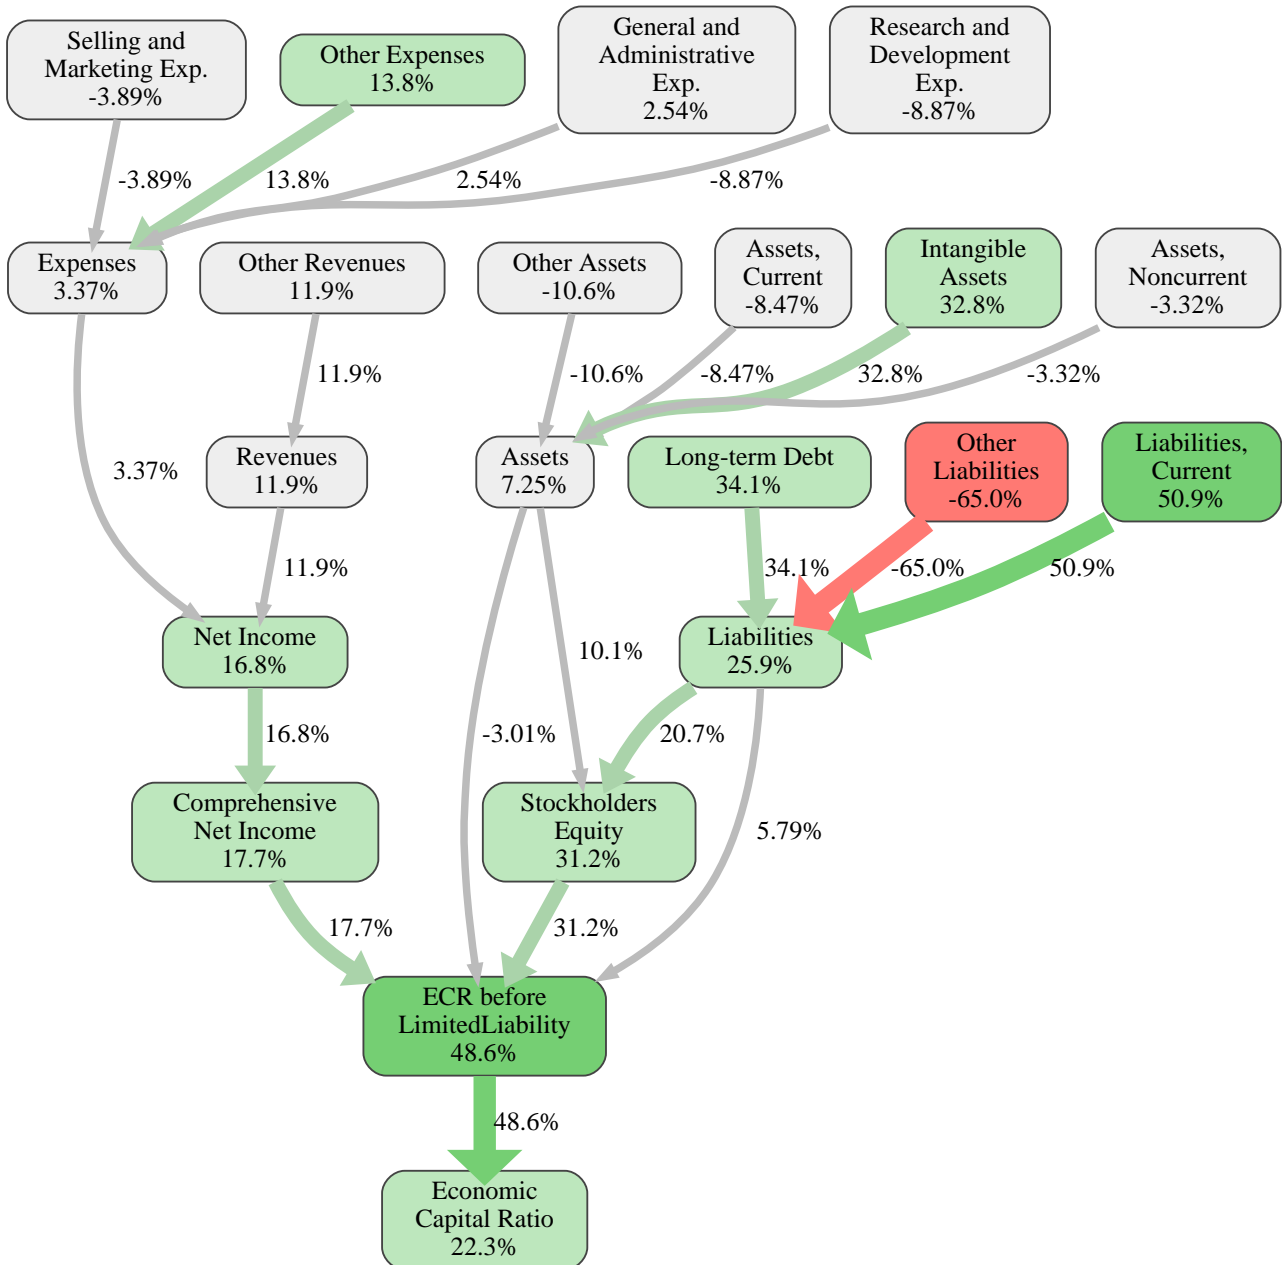 Selling and
Marketing Exp.
-3.89%
Other Expenses
13.8%
General and
Administrative
Exp.
2.54%
Research and
Development
Exp.
-8.87%
-3.89%
13.8%
2.54%
-8.87%
Expenses
3.37%
Other Revenues
11.9%
Other Assets
-10.6%
Assets,
Current
-8.47%
Intangible
Assets
32.8%
Assets,
Noncurrent
-3.32%
11.9%
-10.6%
-8.47%
32.8%
-3.32%
3.37%
Revenues
11.9%
Assets
7.25%
Long-term Debt
34.1%
Other
Liabilities
-65.0%
Liabilities,
Current
50.9%
11.9%
34.1%
-65.0%
50.9%
Net Income
16.8%
10.1%
Liabilities
25.9%
16.8%
-3.01%
20.7%
Comprehensive
Net Income
17.7%
Stockholders
Equity
31.2%
5.79%
17.7%
31.2%
ECR before
LimitedLiability
48.6%
48.6%
Economic
Capital Ratio
22.3%